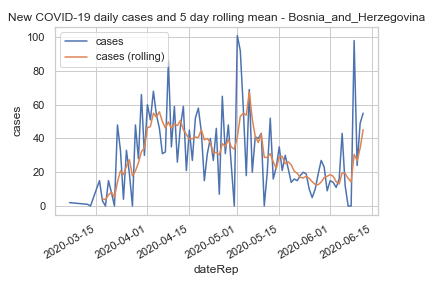 New COVID-19 daily cases and 5 day rolling mean - Bosnia_and_Herzegovina
cases
cases (rolling)
100
80
60
40
20
0
cases
2020-03-15
2020-04-01
2020-04-15
2020-05-01
2020-05-15
2020-06-01
2020-06-15
dateRep